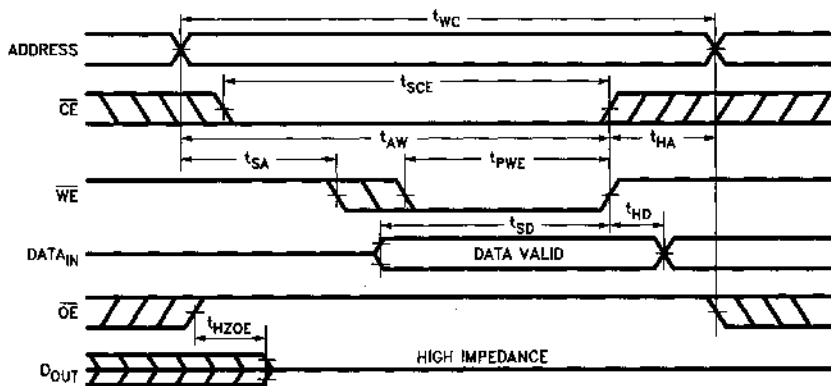 tWC
ADDRESS
tSCE
CE
tAW
tHA
tSA
tPWE
WE
tSD
tHD
DATAIN
DATA VALID
OE
tHZOE
HIGH IMPEDANCE
DOUT